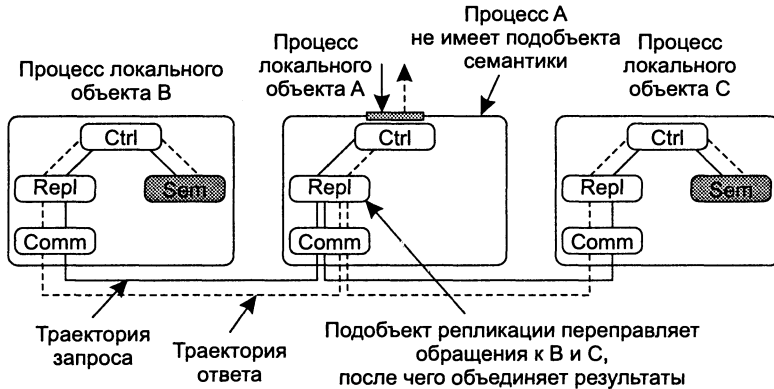 Процесс локального
объекта B
Процесс
локального
объекта A
Процесс A
не имеет подобъекта
семантики
Процесс
локального
объекта C
Ctrl
Repl
Sem
Comm
Ctrl
Repl
Comm
Ctrl
Repl
Sem
Comm
Траектория
запроса
Траектория
ответа
Подобъект репликации переправляет
обращения к B и C,
после чего объединяет результаты